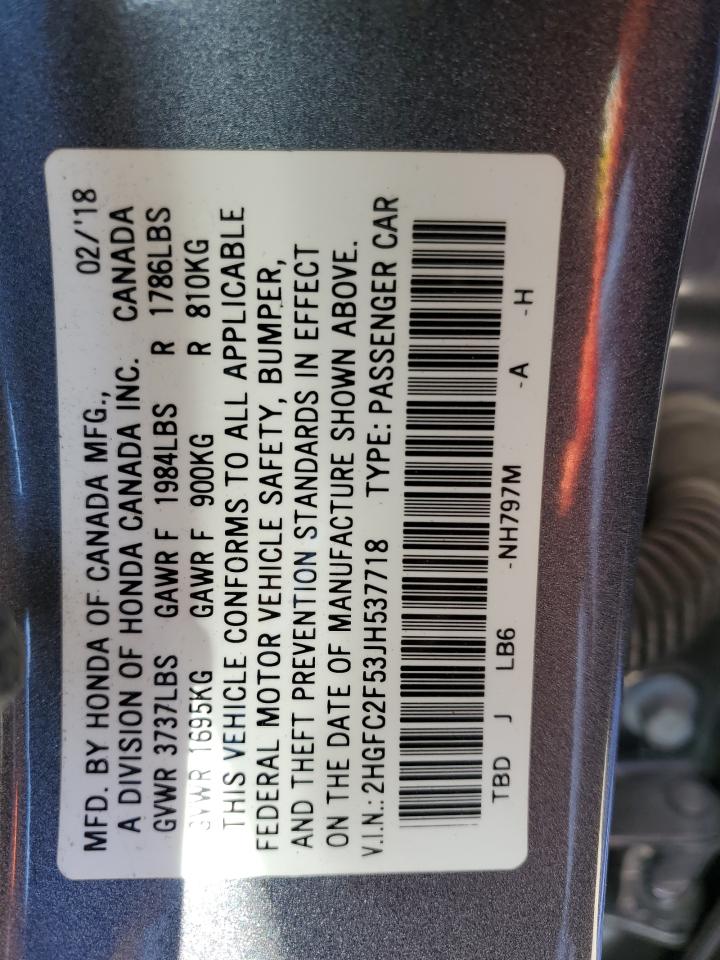 MFD. BY HONDA OF CANADA MFG., 02/'18
A DIVISION OF HONDA CANADA INC. CANADA
GVWR 3737LBS GAWR F 1984LBS R 1786LBS
GVWR 1695KG GAWR F 900KG R 810KG
THIS VEHICLE CONFORMS TO ALL APPLICABLE
FEDERAL MOTOR VEHICLE SAFETY, BUMPER,
AND THEFT PREVENTION STANDARDS IN EFFECT
ON THE DATE OF MANUFACTURE SHOWN ABOVE.
V.I.N.: 2HGFC2F53JH537718 TYPE: PASSENGER CAR
TBD J LB6 -NH797M -A -H